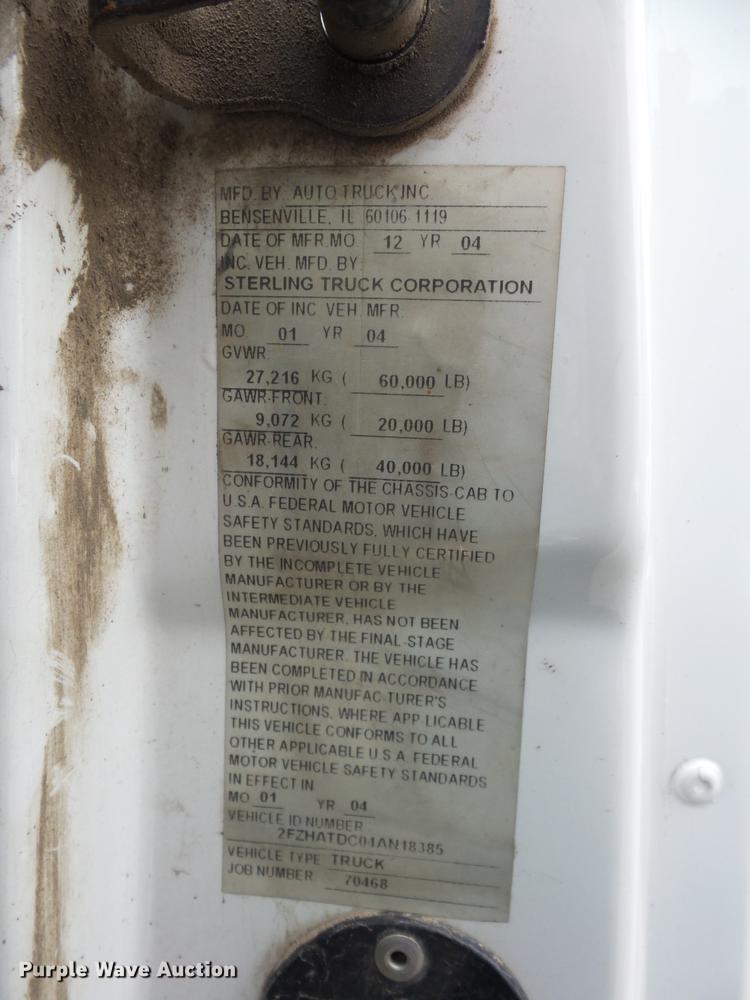 MFD. BY. AUTO TRUCK INC.
BENSENVILLE, IL 60106-1119
DATE OF MFR. MO. 12 YR 04
INC. VEH. MFD. BY:
STERLING TRUCK CORPORATION
DATE OF INC VEH MFR.
MO. 01 YR 04
GVWR:
27,216 KG ( 60,000 LB)
GAWR-FRONT:
9,072 KG ( 20,000 LB)
GAWR-REAR:
18,144 KG ( 40,000 LB)
CONFORMITY OF THE CHASSIS-CAB TO
U.S.A. FEDERAL MOTOR VEHICLE
SAFETY STANDARDS, WHICH HAVE
BEEN PREVIOUSLY FULLY CERTIFIED
BY THE INCOMPLETE VEHICLE
MANUFACTURER OR BY THE
INTERMEDIATE VEHICLE
MANUFACTURER, HAS NOT BEEN
AFFECTED BY THE FINAL-STAGE
MANUFACTURER. THE VEHICLE HAS
BEEN COMPLETED IN ACCORDANCE
WITH PRIOR MANUFAC-TURER'S
INSTRUCTIONS, WHERE APP LICABLE
THIS VEHICLE CONFORMS TO ALL
OTHER APPLICABLE U S A FEDERAL
MOTOR VEHICLE SAFETY STANDARDS
IN EFFECT IN
MO 01 YR 04
VEHICLE ID NUMBER
2FZHATDC04AN18385
VEHICLE TYPE TRUCK
JOB NUMBER 70468
Purple Wave Auction